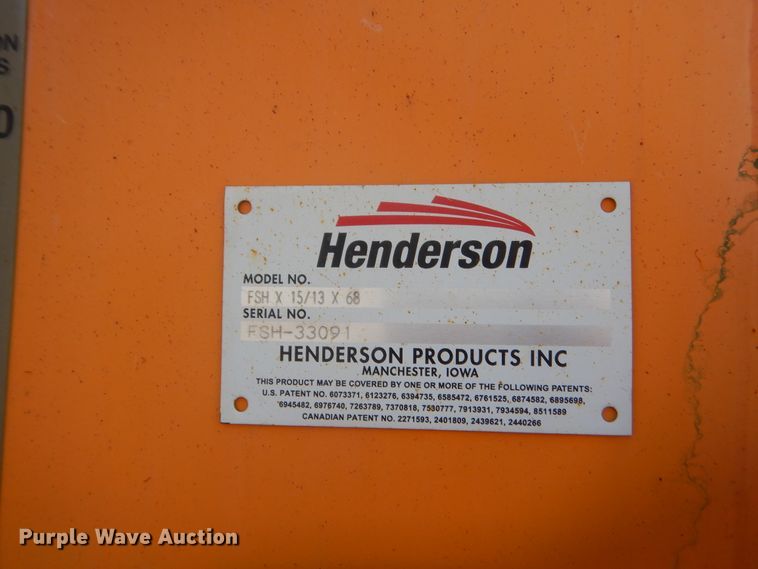 ON
S
0
Henderson
MODEL NO.
FSH X 15/13 X 68
SERIAL NO.
FSH-33091
HENDERSON PRODUCTS INC
MANCHESTER, IOWA
THIS PRODUCT MAY BE COVERED BY ONE OR MORE OF THE FOLLOWING PATENTS:
U.S. PATENT NO. 6073371, 6123276, 6394735, 6585472, 6761525, 6874582, 6895698,
6945482, 6976740, 7263789, 7370818, 7530777, 7913931, 7934594, 8511589
CANADIAN PATENT NO. 2271593, 2401809, 2439621, 2440266
Purple Wave Auction